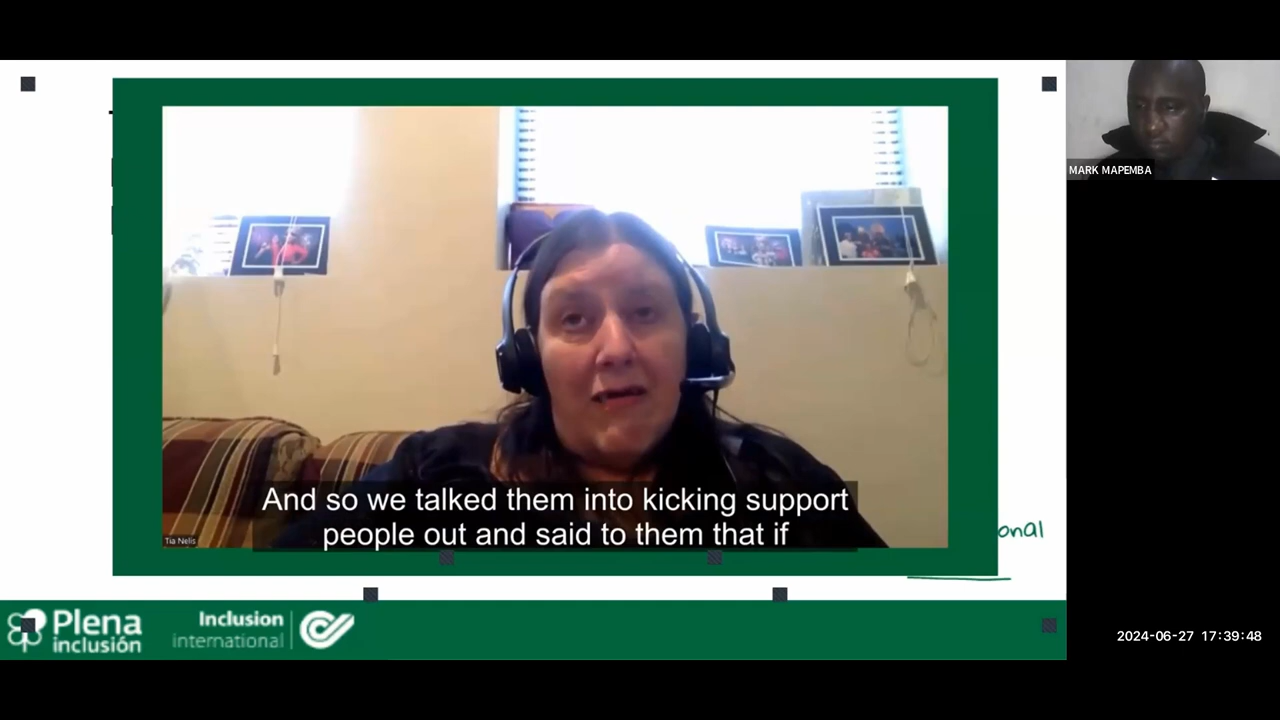 MARK MAPEMBA
And so we talked them into kicking support
people out and said to them that if
Tia Nelis
onal
Plena
inclusión
Inclusion
international
2024-06-27 17:39:48